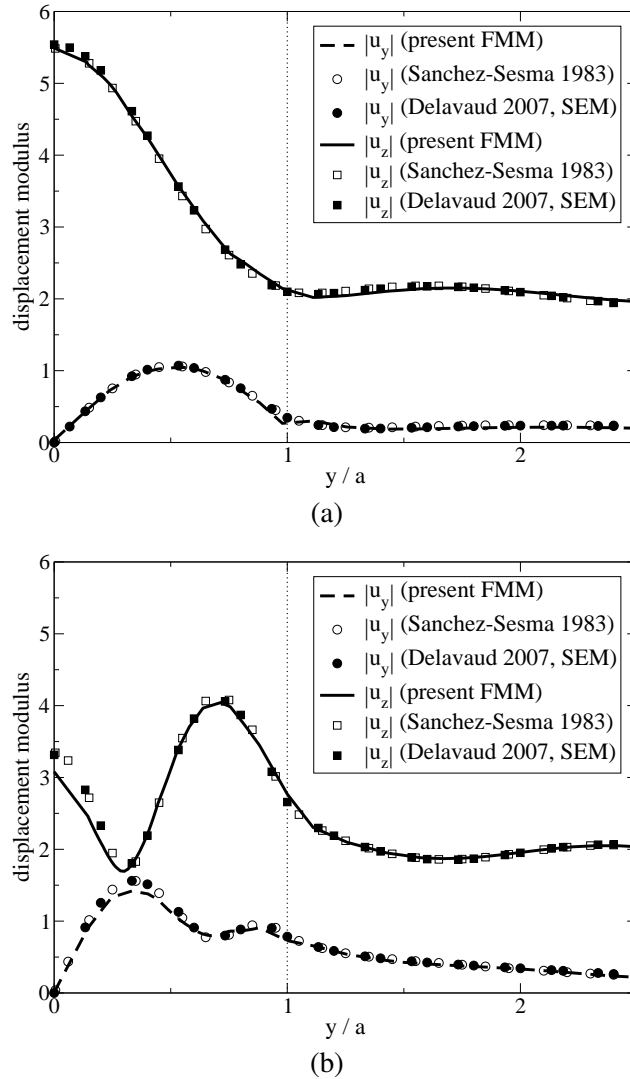 6
5
4
3
2
1
0
displacement modulus
|u_y| (present FMM)
|u_y| (Sanchez-Sesma 1983)
|u_y| (Delavaud 2007, SEM)
|u_z| (present FMM)
|u_z| (Sanchez-Sesma 1983)
|u_z| (Delavaud 2007, SEM)
0 1 2
y / a
(a)
6
5
4
3
2
1
0
displacement modulus
|u_y| (present FMM)
|u_y| (Sanchez-Sesma 1983)
|u_y| (Delavaud 2007, SEM)
|u_z| (present FMM)
|u_z| (Sanchez-Sesma 1983)
|u_z| (Delavaud 2007, SEM)
0 1 2
y / a
(b)